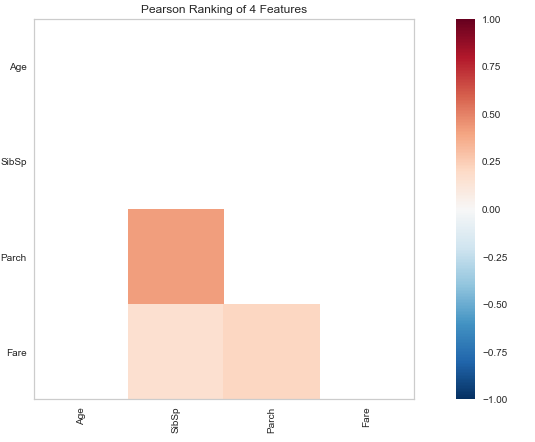 Pearson Ranking of 4 Features
Age
SibSp
Parch
Fare
Age
SibSp
Parch
Fare
1.00
0.75
0.50
0.25
0.00
−0.25
−0.50
−0.75
−1.00